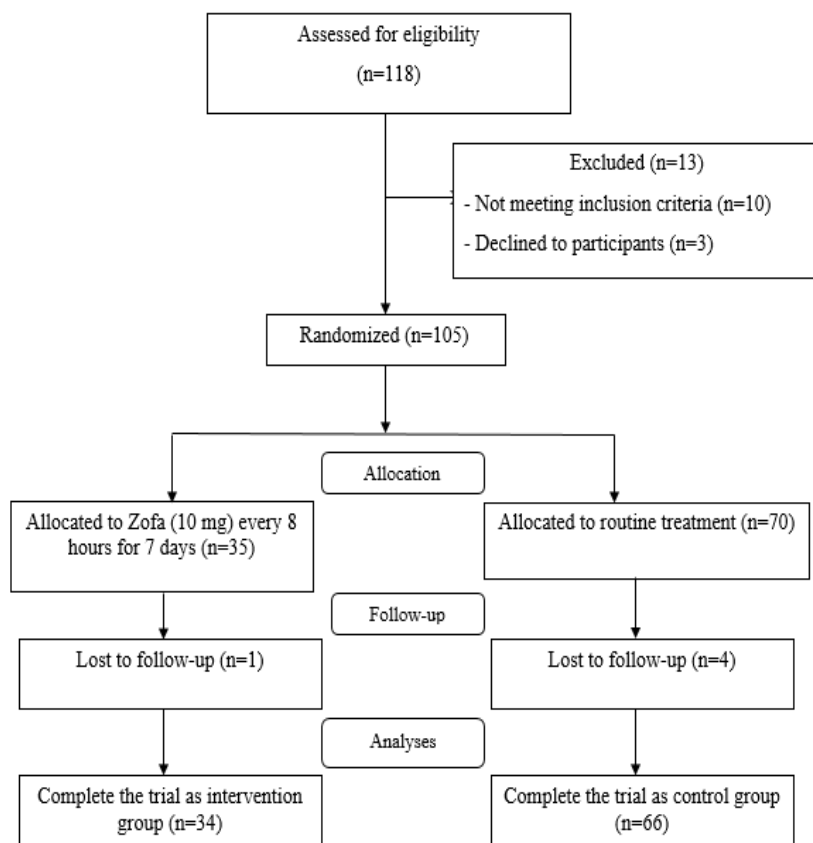 Assessed for eligibility
(n=118)
Excluded (n=13)
- Not meeting inclusion criteria (n=10)
- Declined to participants (n=3)
Randomized (n=105)
Allocation
Allocated to Zofa (10 mg) every 8
hours for 7 days (n=35)
Allocated to routine treatment (n=70)
Follow-up
Lost to follow-up (n=1)
Lost to follow-up (n=4)
Analyses
Complete the trial as intervention
group (n=34)
Complete the trial as control group
(n=66)